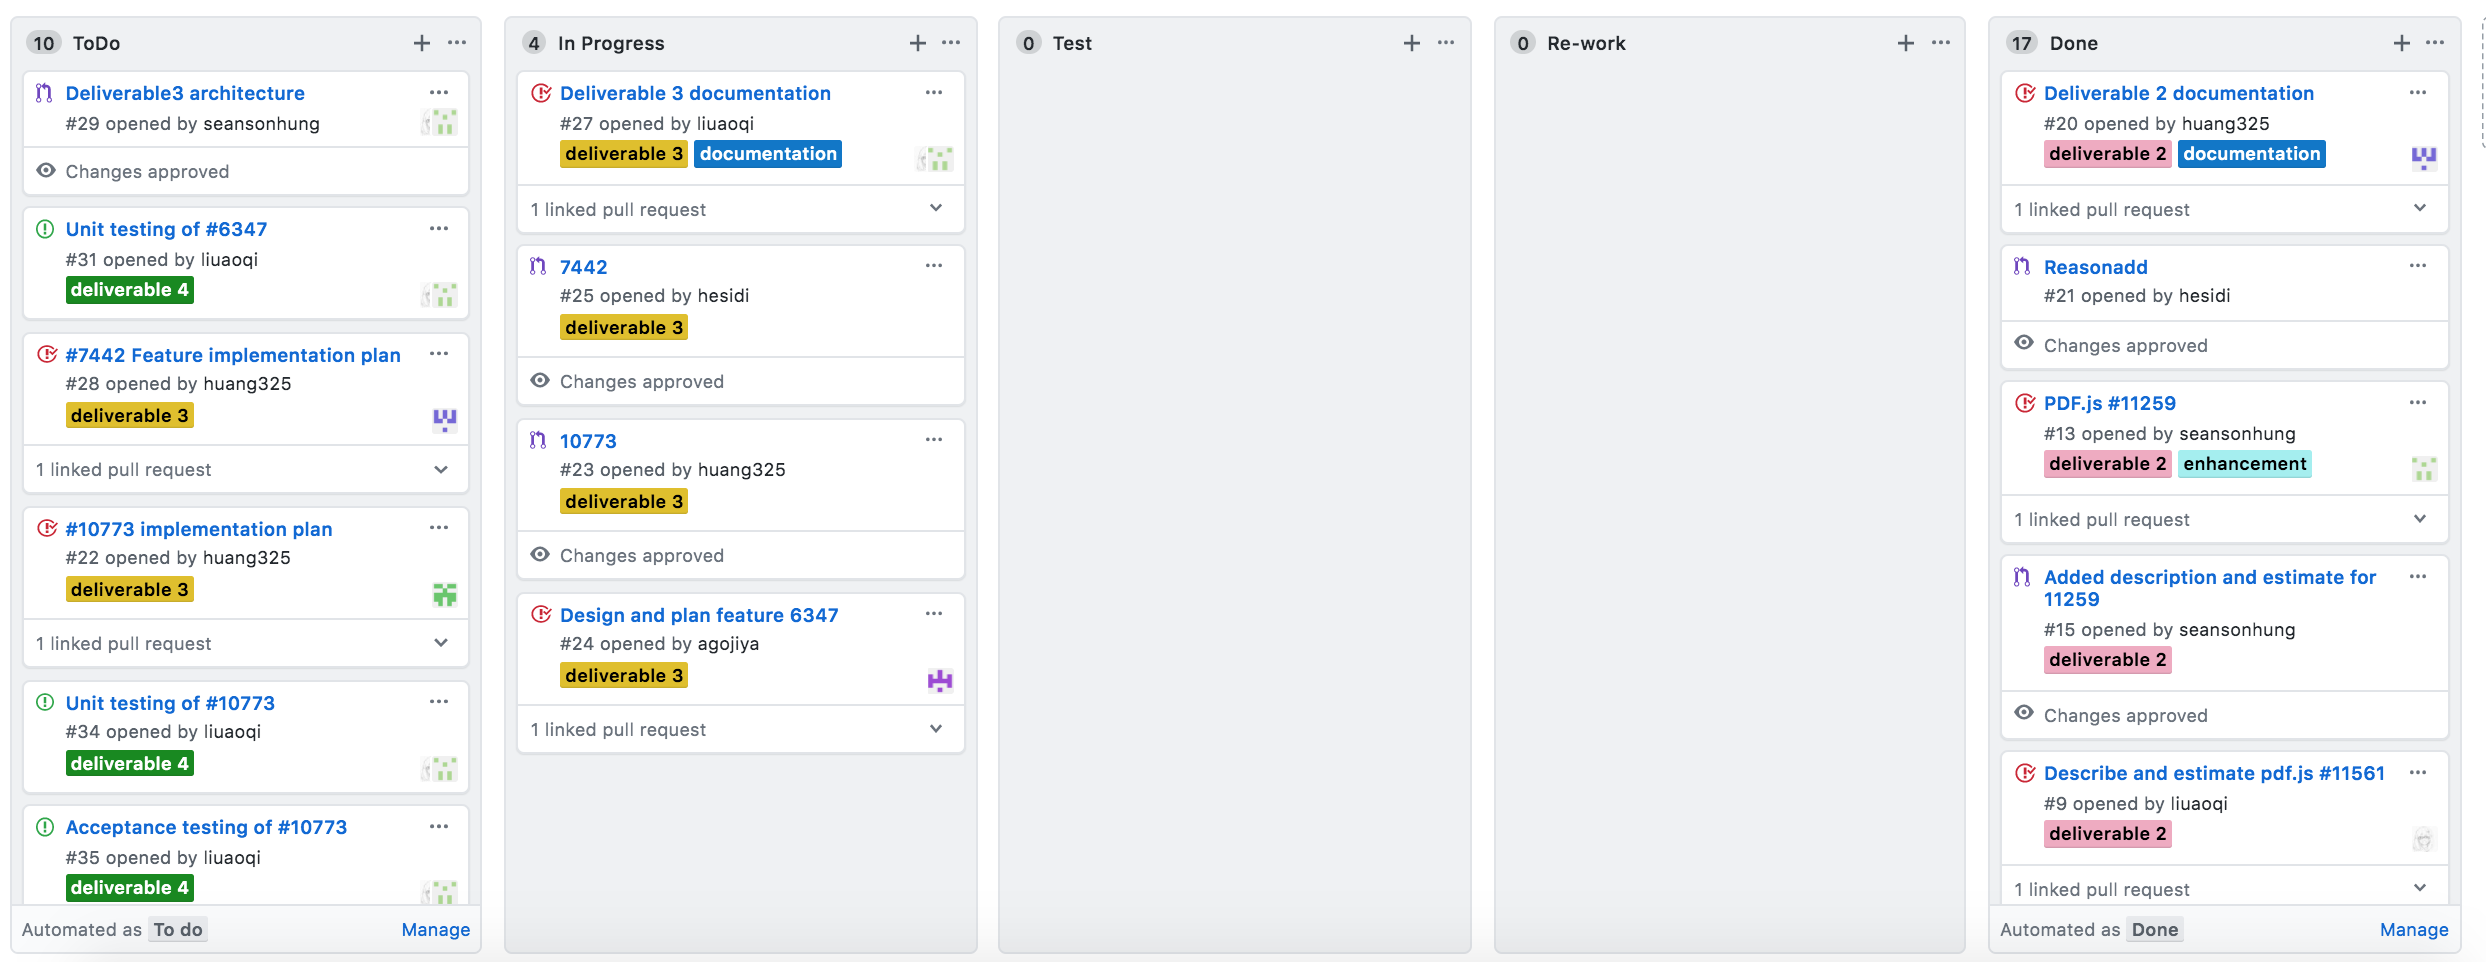 10 ToDo
Deliverable3 architecture
#29 opened by seansonhung
Changes approved
Unit testing of #6347
#31 opened by liuaoqi
deliverable 4
#7442 Feature implementation plan
#28 opened by huang325
deliverable 3
1 linked pull request
#10773 implementation plan
#22 opened by huang325
deliverable 3
1 linked pull request
Unit testing of #10773
#34 opened by liuaoqi
deliverable 4
Acceptance testing of #10773
#35 opened by liuaoqi
deliverable 4
Automated as To do Manage
4 In Progress
Deliverable 3 documentation
#27 opened by liuaoqi
deliverable 3 documentation
1 linked pull request
7442
#25 opened by hesidi
deliverable 3
Changes approved
10773
#23 opened by huang325
deliverable 3
Changes approved
Design and plan feature 6347
#24 opened by agojiya
deliverable 3
1 linked pull request
0 Test
0 Re-work
17 Done
Deliverable 2 documentation
#20 opened by huang325
deliverable 2 documentation
1 linked pull request
Reasonadd
#21 opened by hesidi
Changes approved
PDF.js #11259
#13 opened by seansonhung
deliverable 2 enhancement
1 linked pull request
Added description and estimate for
11259
#15 opened by seansonhung
deliverable 2
Changes approved
Describe and estimate pdf.js #11561
#9 opened by liuaoqi
deliverable 2
1 linked pull request
Automated as Done Manage